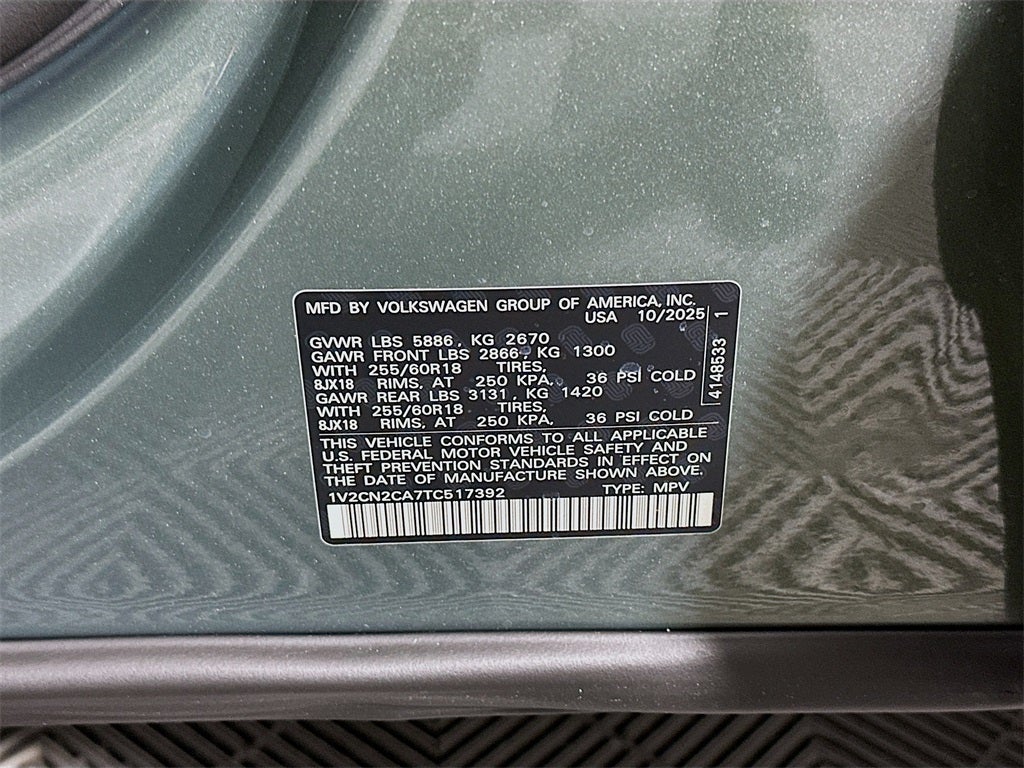 MFD BY VOLKSWAGEN GROUP OF AMERICA, INC.
USA 10/2025
GVWR LBS 5886, KG 2670
GAWR FRONT LBS 2866, KG 1300
WITH 255/60R18 TIRES,
8JX18 RIMS, AT 250 KPA, 36 PSI COLD
GAWR REAR LBS 3131, KG 1420
WITH 255/60R18 TIRES,
8JX18 RIMS, AT 250 KPA, 36 PSI COLD
4148533 1
THIS VEHICLE CONFORMS TO ALL APPLICABLE
U.S. FEDERAL MOTOR VEHICLE SAFETY AND
THEFT PREVENTION STANDARDS IN EFFECT ON
THE DATE OF MANUFACTURE SHOWN ABOVE.
1V2CN2CA7TC517392 TYPE: MPV